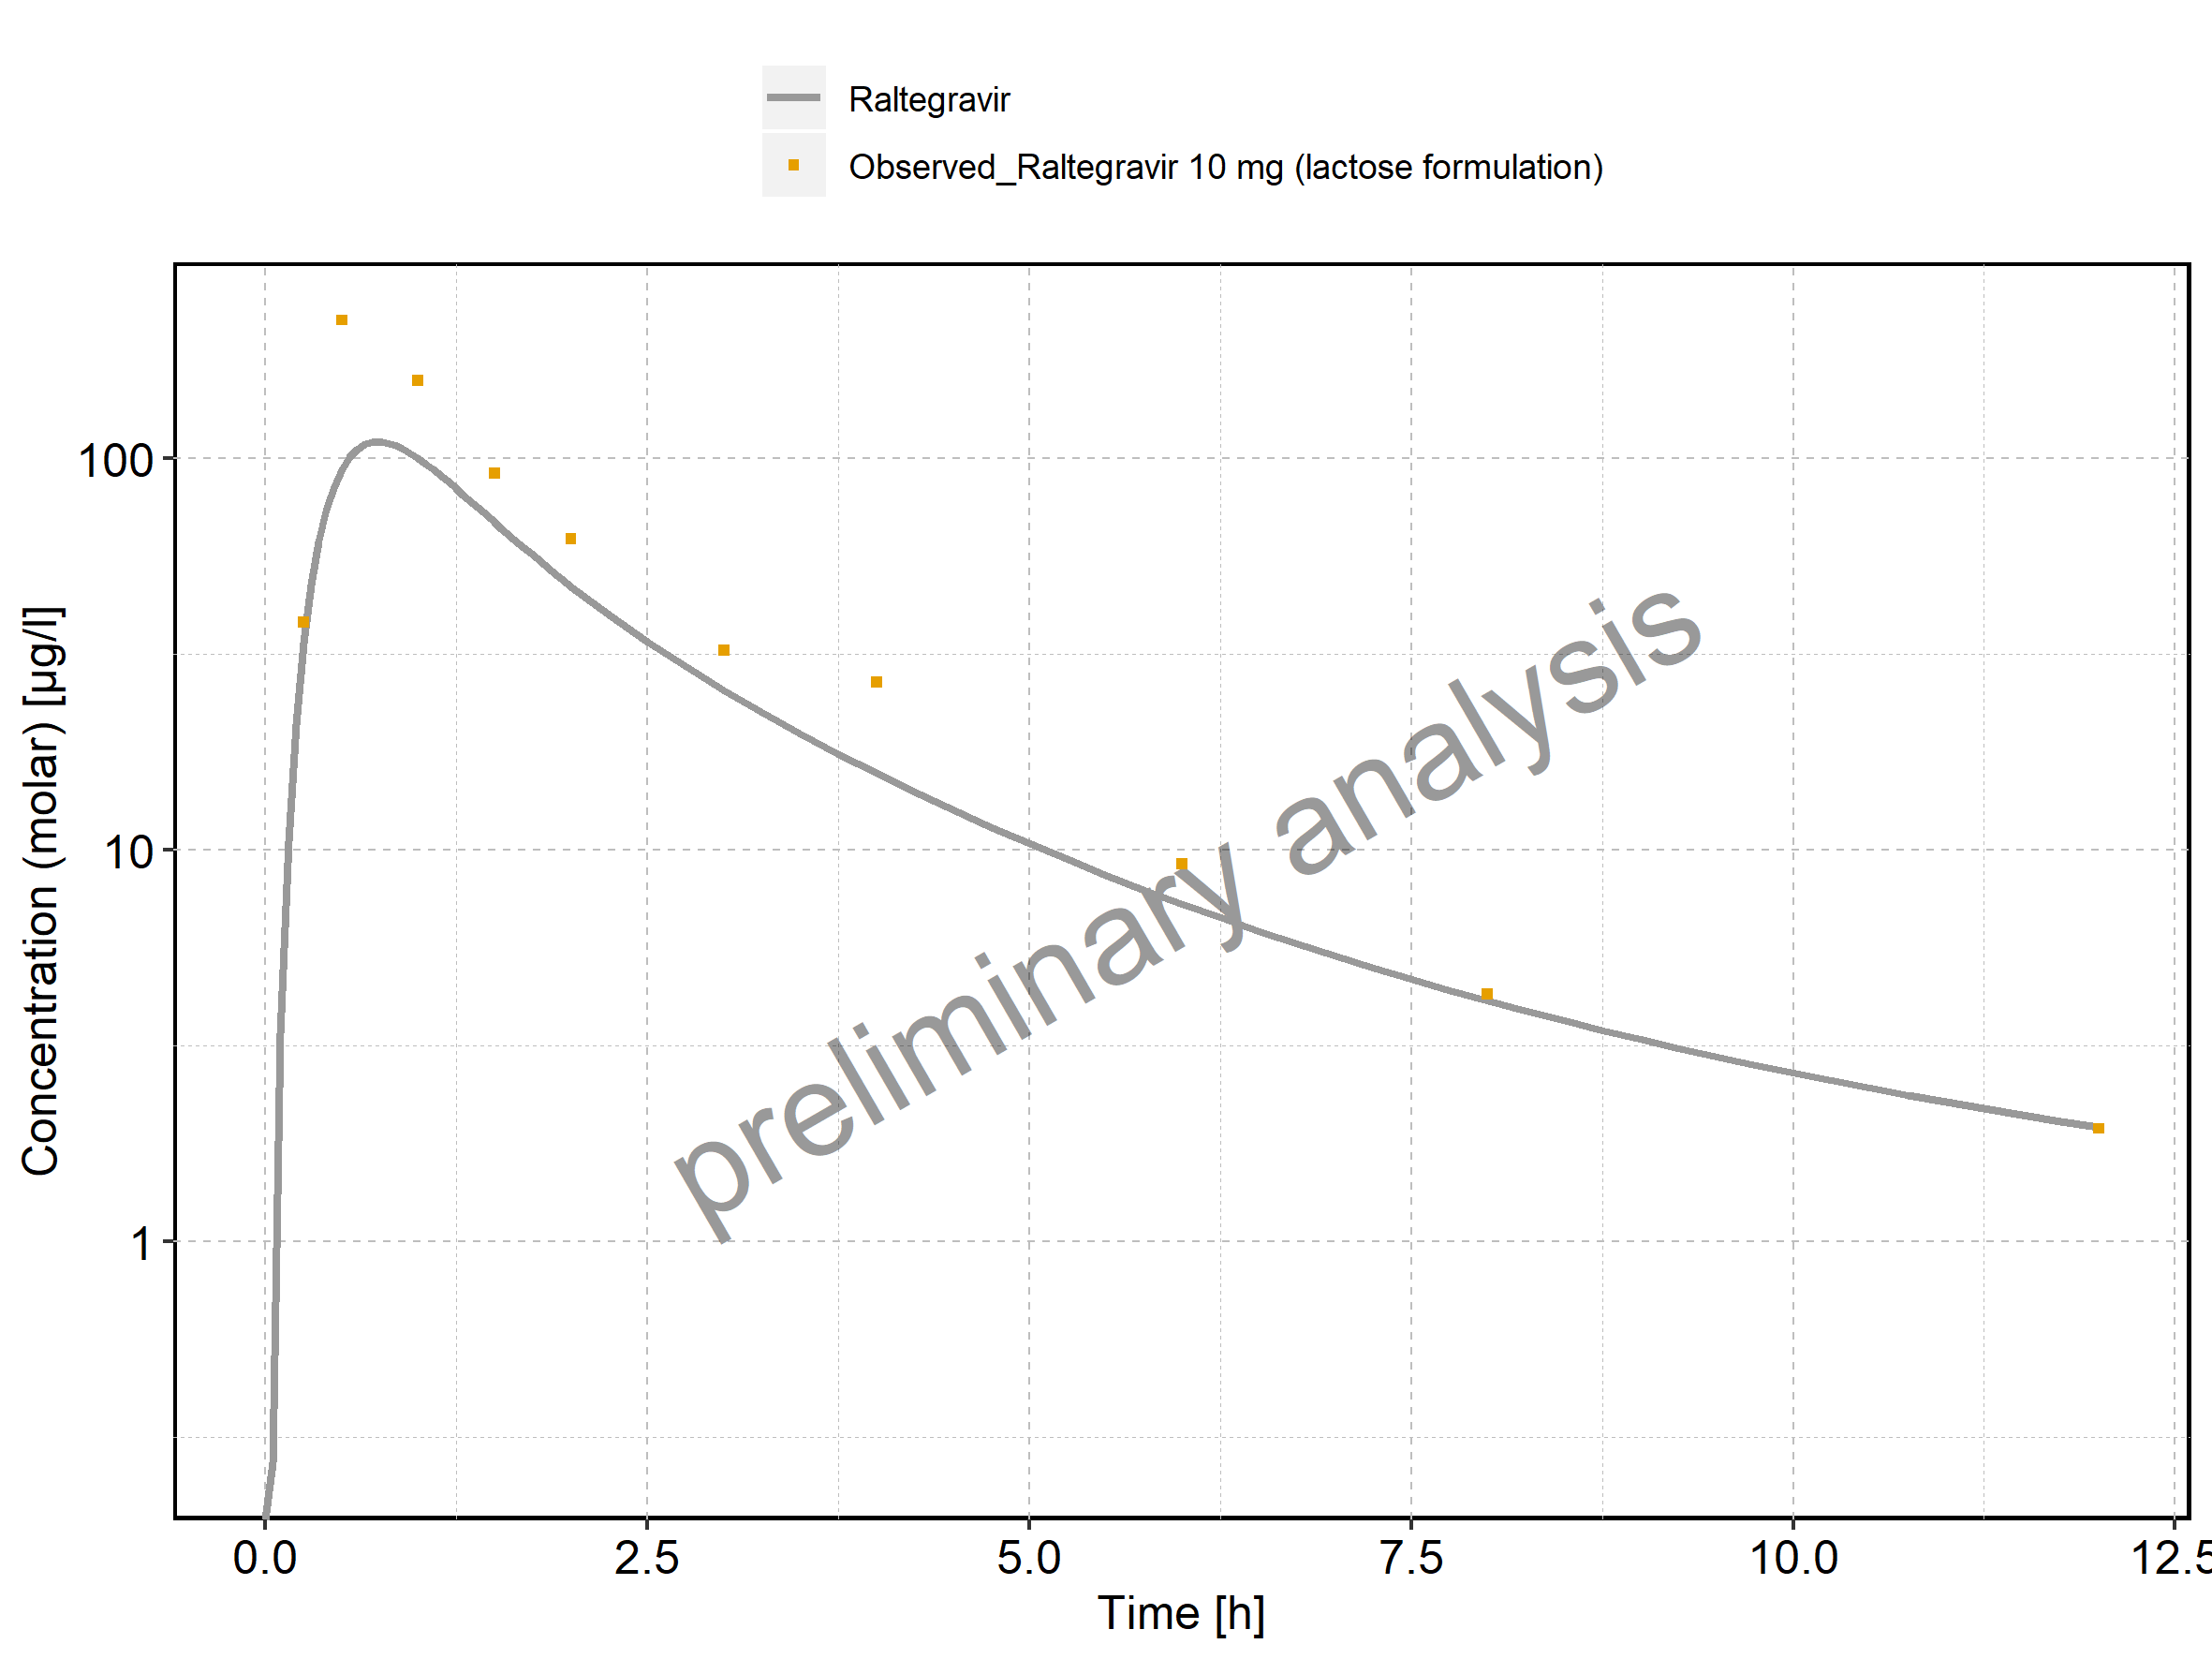 Raltegravir
Observed_Raltegravir 10 mg (lactose formulation)
Concentration (molar) [µg/l]
100
10
1
preliminary analysis
0.0 2.5 5.0 7.5 10.0 12.5
Time [h]